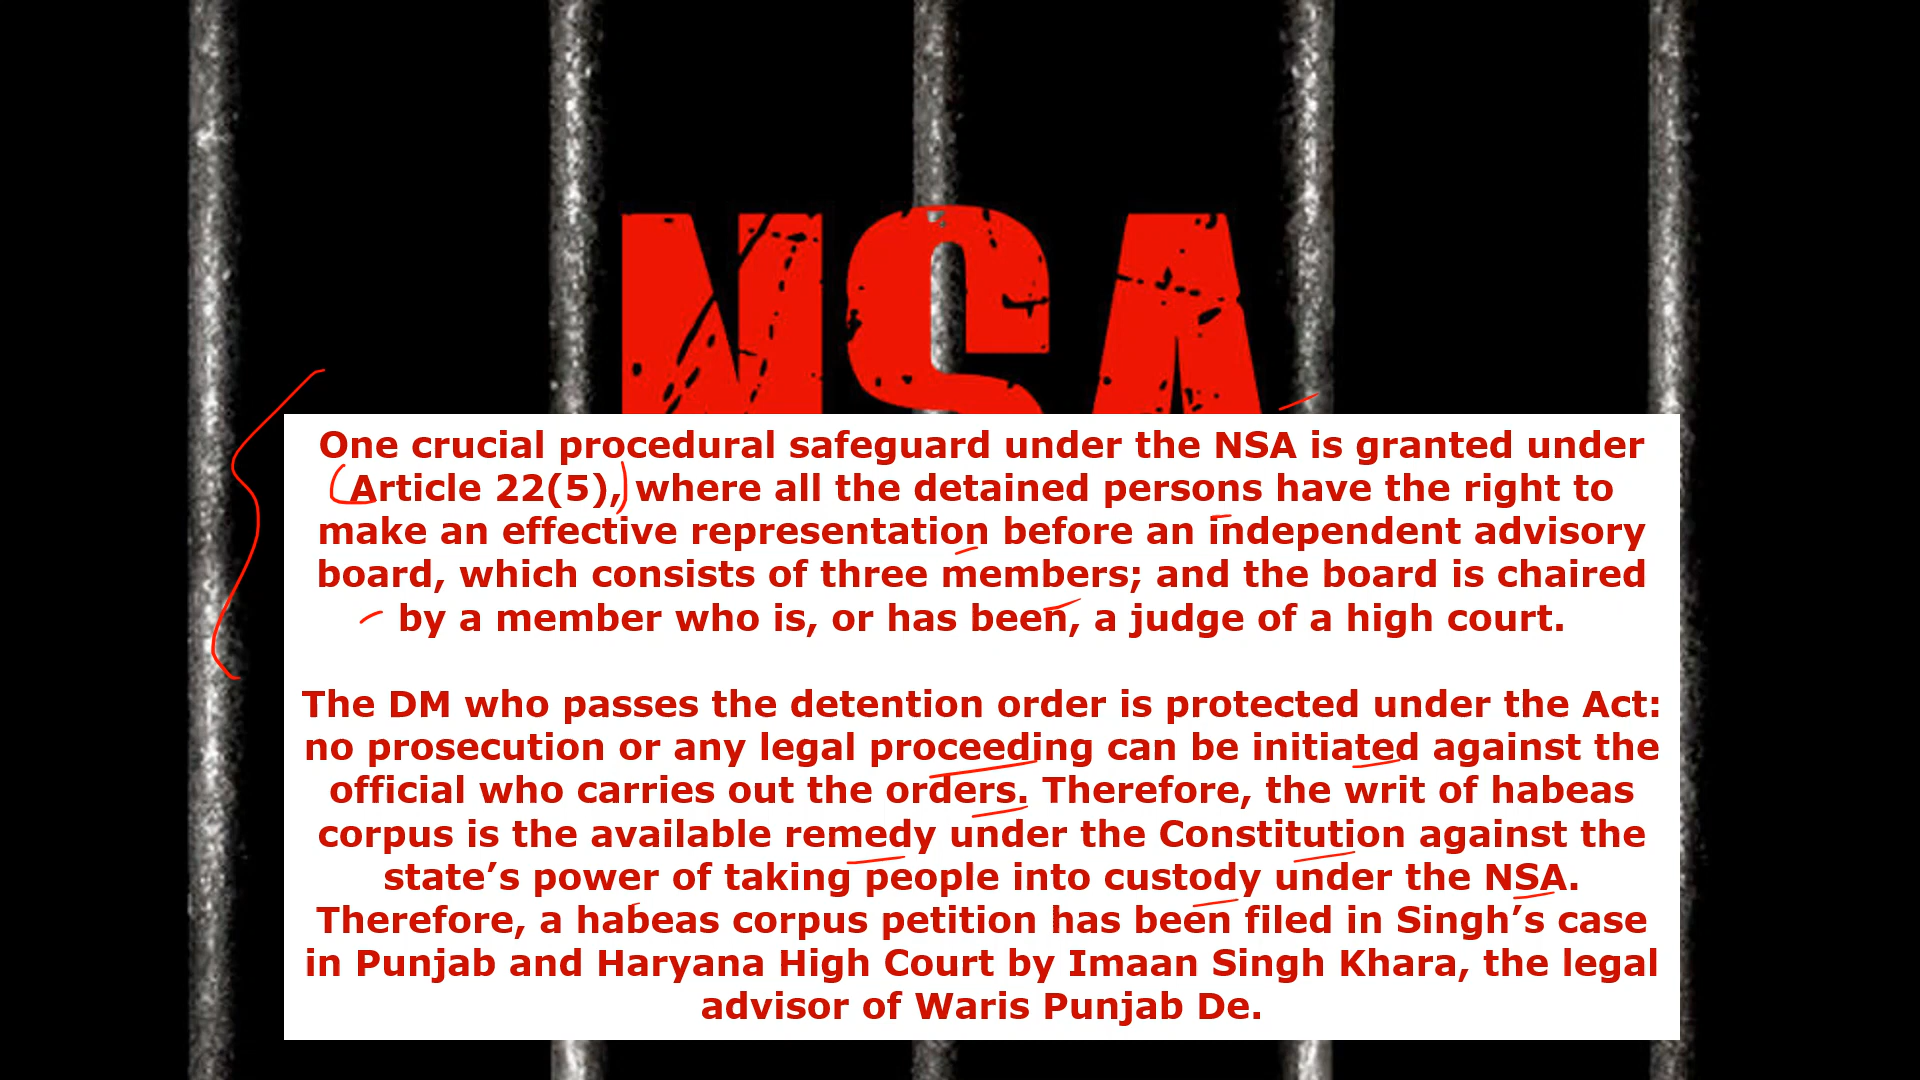 NSA
One crucial procedural safeguard under the NSA is granted under
Article 22(5), where all the detained persons have the right to
make an effective representation before an independent advisory
board, which consists of three members; and the board is chaired
by a member who is, or has been, a judge of a high court.
The DM who passes the detention order is protected under the Act:
no prosecution or any legal proceeding can be initiated against the
official who carries out the orders. Therefore, the writ of habeas
corpus is the available remedy under the Constitution against the
state’s power of taking people into custody under the NSA.
Therefore, a habeas corpus petition has been filed in Singh’s case
in Punjab and Haryana High Court by Imaan Singh Khara, the legal
advisor of Waris Punjab De.